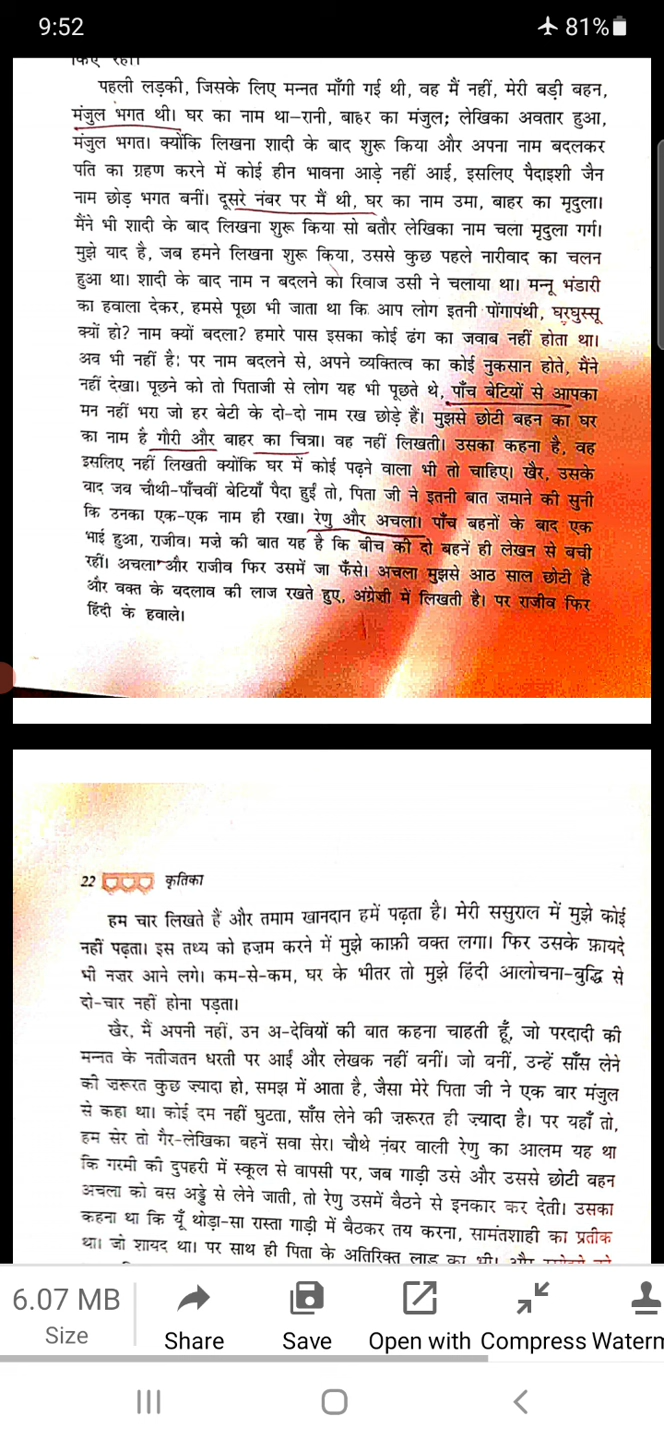 9:52
81%
किए रहीं।
पहली लड़की, जिसके लिए मन्नत माँगी गई थी, वह मैं नहीं, मेरी बड़ी बहन,
मंजुल भगत थी। घर का नाम था–रानी, बाहर का मंजुल; लेखिका अवतार हुआ,
मंजुल भगत। क्योंकि लिखना शादी के बाद शुरू किया और अपना नाम बदलकर
पति का ग्रहण करने में कोई हीन भावना आड़े नहीं आई, इसलिए पैदाइशी जैन
नाम छोड़ भगत बनीं। दूसरे नंबर पर मैं थी, घर का नाम उमा, बाहर का मृदुला।
मैंने भी शादी के बाद लिखना शुरू किया सो बतौर लेखिका नाम चला मृदुला गर्ग।
मुझे याद है, जब हमने लिखना शुरू किया, उससे कुछ पहले नारीवाद का चलन
हुआ था। शादी के बाद नाम न बदलने का रिवाज उसी ने चलाया था। मन्नू भंडारी
का हवाला देकर, हमसे पूछा भी जाता था कि आप लोग इतनी पोंगापंथी, घरघुस्सू
क्यों हो? नाम क्यों बदला? हमारे पास इसका कोई ढंग का जवाब नहीं होता था।
अब भी नहीं है; पर नाम बदलने से, अपने व्यक्तित्व का कोई नुकसान होते, मैंने
नहीं देखा। पूछने को तो पिताजी से लोग यह भी पूछते थे, पाँच बेटियों से आपका
मन नहीं भरा जो हर बेटी के दो-दो नाम रख छोड़े हैं। मुझसे छोटी बहन का घर
का नाम है गौरी और बाहर का चित्रा। वह नहीं लिखती। उसका कहना है, वह
इसलिए नहीं लिखती क्योंकि घर में कोई पढ़ने वाला भी तो चाहिए। खैर, उसके
बाद जब चौथी-पाँचवीं बेटियाँ पैदा हुईं तो, पिता जी ने इतनी बात ज़माने की सुनी
कि उनका एक-एक नाम ही रखा। रेणु और अचला। पाँच बहनों के बाद एक
भाई हुआ, राजीव। मज़े की बात यह है कि बीच की दो बहनें ही लेखन से बची
रहीं। अचला और राजीव फिर उसमें जा फँसे। अचला मुझसे आठ साल छोटी है
और वक्त के बदलाव की लाज रखते हुए, अंग्रेज़ी में लिखती है। पर राजीव फिर
हिंदी के हवाले।
22 कृतिका
हम चार लिखते हैं और तमाम खानदान हमें पढ़ता है। मेरी ससुराल में मुझे कोई
नहीं पढ़ता। इस तथ्य को हज़म करने में मुझे काफ़ी वक्त लगा। फिर उसके फ़ायदे
भी नज़र आने लगे। कम-से-कम, घर के भीतर तो मुझे हिंदी आलोचना-बुद्धि से
दो-चार नहीं होना पड़ता।
खैर, मैं अपनी नहीं, उन अ-देवियों की बात कहना चाहती हूँ, जो परदादी की
मन्नत के नतीजतन धरती पर आईं और लेखक नहीं बनीं। जो बनीं, उन्हें साँस लेने
की ज़रूरत कुछ ज्यादा हो, समझ में आता है, जैसा मेरे पिता जी ने एक बार मंजुल
से कहा था। कोई दम नहीं घुटता, साँस लेने की ज़रूरत ही ज्यादा है। पर यहाँ तो,
हम सेर तो गैर-लेखिका बहनें सवा सेर। चौथे नंबर वाली रेणु का आलम यह था
कि गरमी की दुपहरी में स्कूल से वापसी पर, जब गाड़ी उसे और उससे छोटी बहन
अचला को बस अड्डे से लेने जाती, तो रेणु उसमें बैठने से इनकार कर देती। उसका
कहना था कि यूँ थोड़ा-सा रास्ता गाड़ी में बैठकर तय करना, सामंतशाही का प्रतीक
था। जो शायद था। पर साथ ही पिता के अतिरिक्त लाड़ का भी। और
6.07 MB
Size
Share
Save
Open with
Compress
Waterm